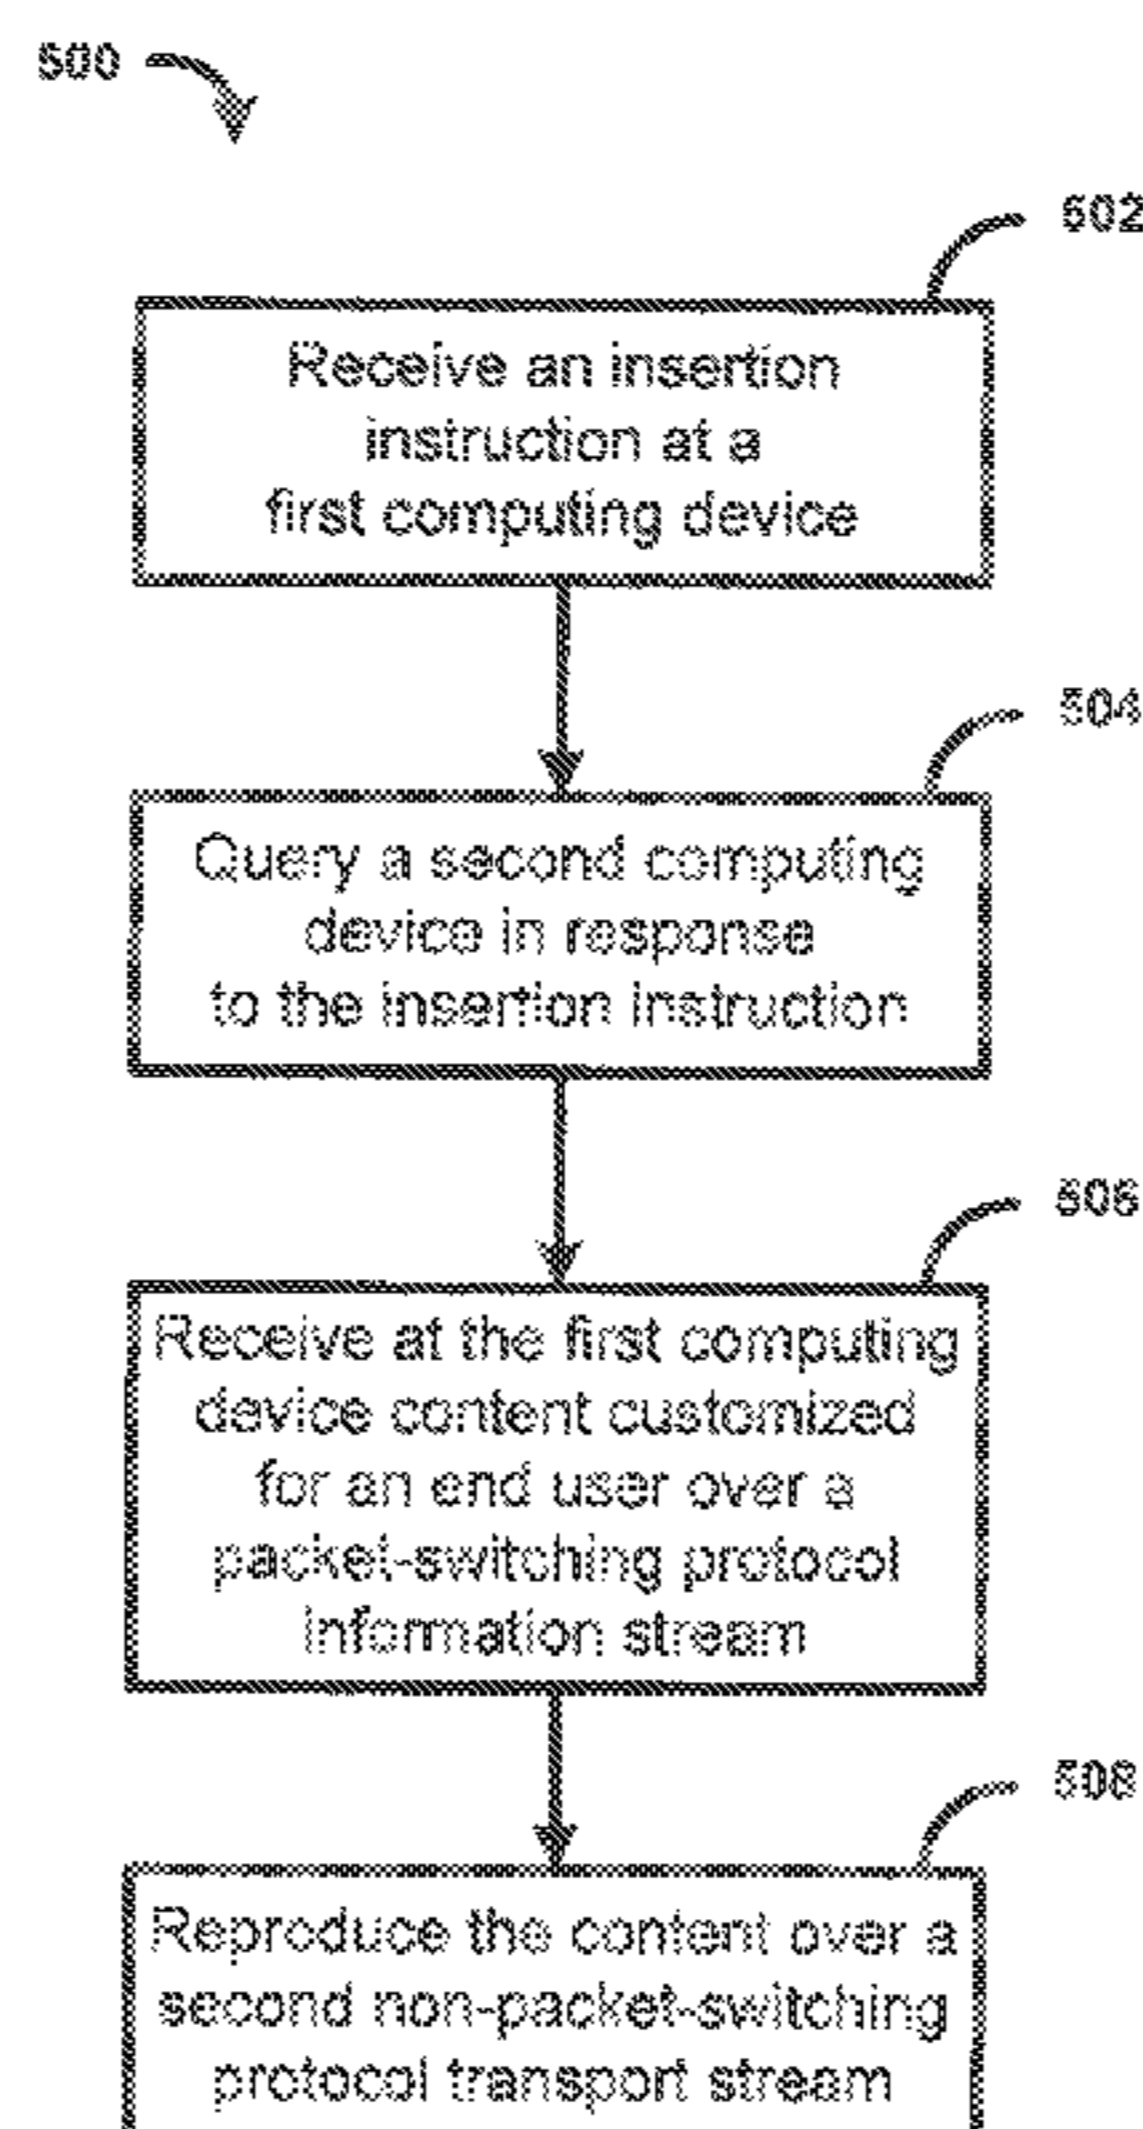 500
502
Receive an insertion
instruction at a
first computing device
504
Query a second computing
device in response
to the insertion instruction
506
Receive at the first computing
device content customized
for an end user over a
packet-switching protocol
information stream
508
Reproduce the content over a
second non-packet-switching
protocol transport stream